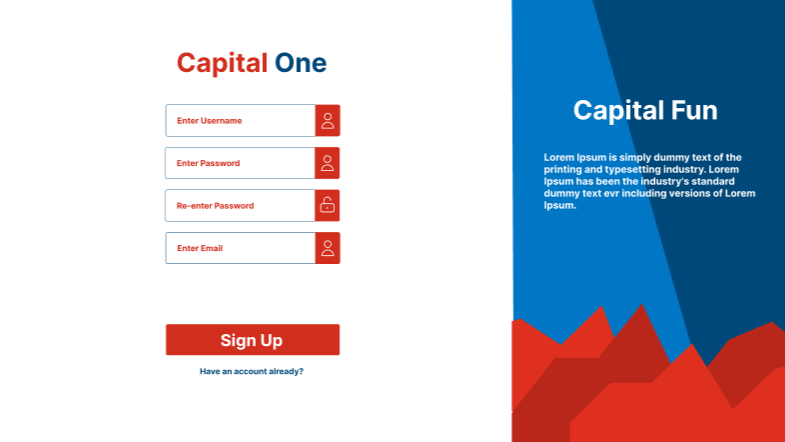 Capital One
Enter Username
Enter Password
Re-enter Password
Enter Email
Sign Up
Have an account already?
Capital Fun
Lorem Ipsum is simply dummy text of the
printing and typesetting industry. Lorem
Ipsum has been the industry's standard
dummy text evr including versions of Lorem
Ipsum.